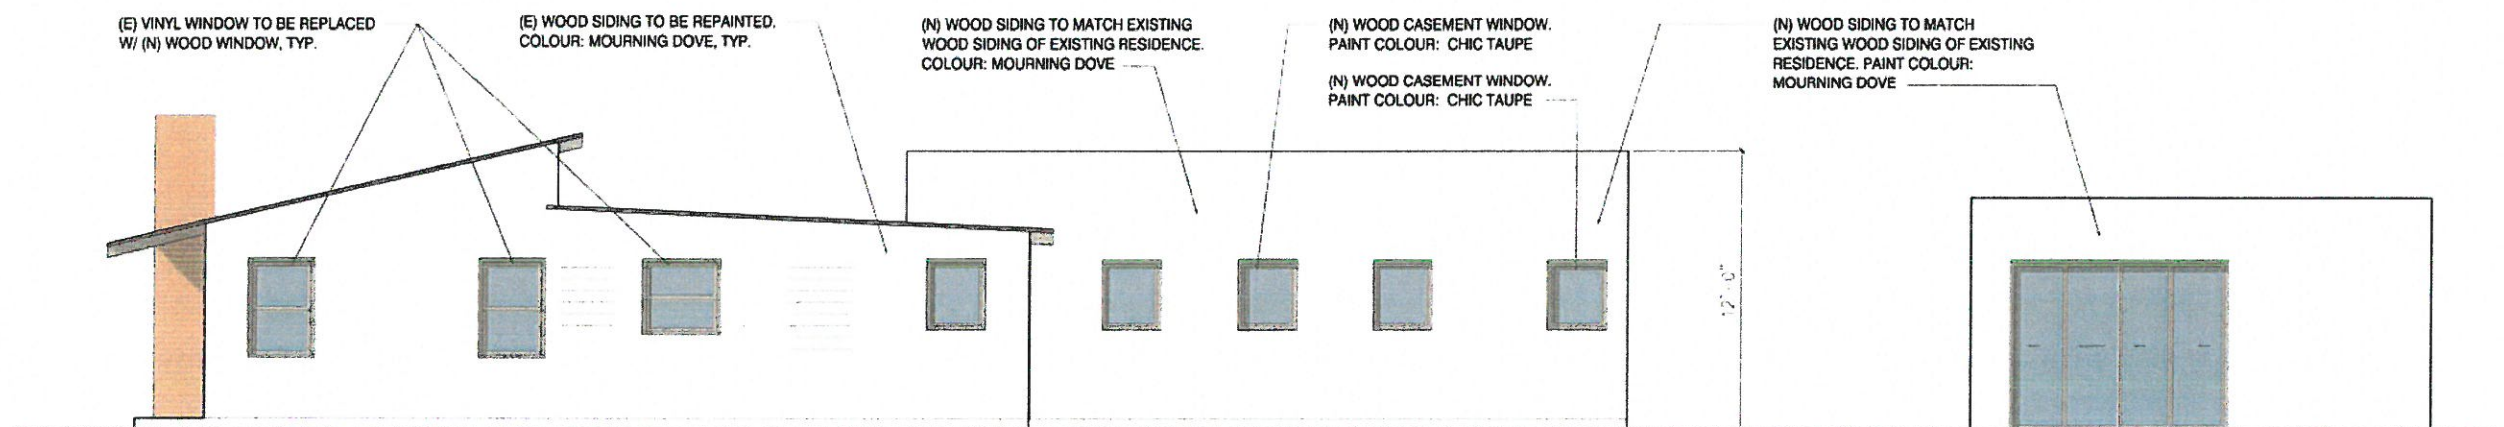 (E) VINYL WINDOW TO BE REPLACED
W/ (N) WOOD WINDOW, TYP.
(E) WOOD SIDING TO BE REPAINTED.
COLOUR: MOURNING DOVE, TYP.
(N) WOOD SIDING TO MATCH EXISTING
WOOD SIDING OF EXISTING RESIDENCE.
COLOUR: MOURNING DOVE
(N) WOOD CASEMENT WINDOW.
PAINT COLOUR: CHIC TAUPE
(N) WOOD CASEMENT WINDOW.
PAINT COLOUR: CHIC TAUPE
(N) WOOD SIDING TO MATCH
EXISTING WOOD SIDING OF EXISTING
RESIDENCE. PAINT COLOUR:
MOURNING DOVE
12'-0"